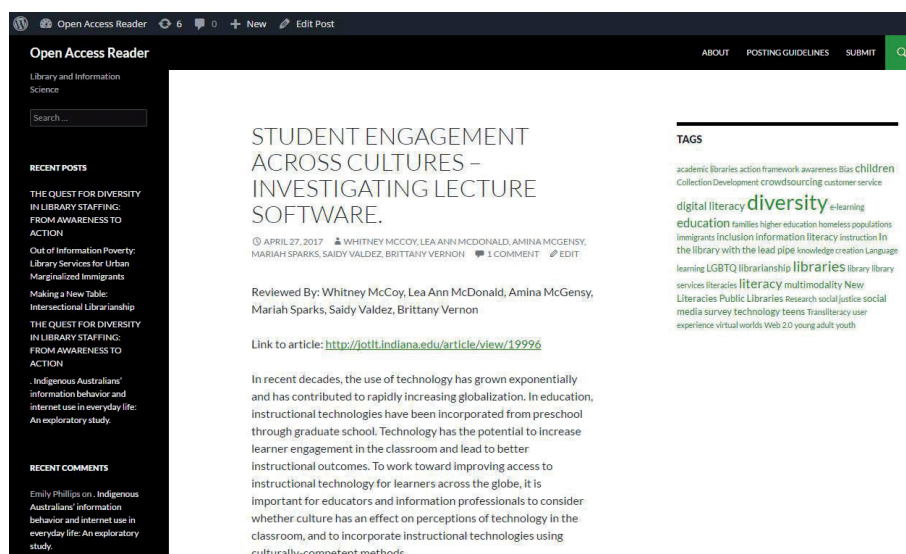 Open Access Reader 6 0 New Edit Post
Open Access Reader
ABOUT POSTING GUIDELINES SUBMIT
Library and Information
Science
Search ...
RECENT POSTS
THE QUEST FOR DIVERSITY
IN LIBRARY STAFFING:
FROM AWARENESS TO
ACTION
Out of Information Poverty:
Library Services for Urban
Marginalized Immigrants
Making a New Table:
Intersectional Librarianship
THE QUEST FOR DIVERSITY
IN LIBRARY STAFFING:
FROM AWARENESS TO
ACTION
. Indigenous Australians'
information behavior and
internet use in everyday life:
An exploratory study.
RECENT COMMENTS
Emily Phillips on . Indigenous
Australians' information
behavior and internet use in
everyday life: An exploratory
study.
STUDENT ENGAGEMENT
ACROSS CULTURES –
INVESTIGATING LECTURE
SOFTWARE.
APRIL 27, 2017 WHITNEY MCCOY, LEA ANN MCDONALD, AMINA MCGENSY,
MARIAH SPARKS, SAIDY VALDEZ, BRITTANY VERNON 1 COMMENT EDIT
Reviewed By: Whitney McCoy, Lea Ann McDonald, Amina McGensy,
Mariah Sparks, Saidy Valdez, Brittany Vernon
Link to article: http://jotlt.indiana.edu/article/view/19996
In recent decades, the use of technology has grown exponentially
and has contributed to rapidly increasing globalization. In education,
instructional technologies have been incorporated from preschool
through graduate school. Technology has the potential to increase
learner engagement in the classroom and lead to better
instructional outcomes. To work toward improving access to
instructional technology for learners across the globe, it is
important for educators and information professionals to consider
whether culture has an effect on perceptions of technology in the
classroom, and to incorporate instructional technologies using
culturally-competent methods.
TAGS
academic libraries action framework awareness Bias children
Collection Development crowdsourcing customer service
digital literacy diversity e-learning
education families higher education homeless populations
immigrants inclusion information literacy instruction In
the library with the lead pipe knowledge creation Language
learning LGBTQ librarianship libraries library library
services literacies literacy multimodality New
Literacies Public Libraries Research social justice social
media survey technology teens Transliteracy user
experience virtual worlds Web 2.0 young adult youth